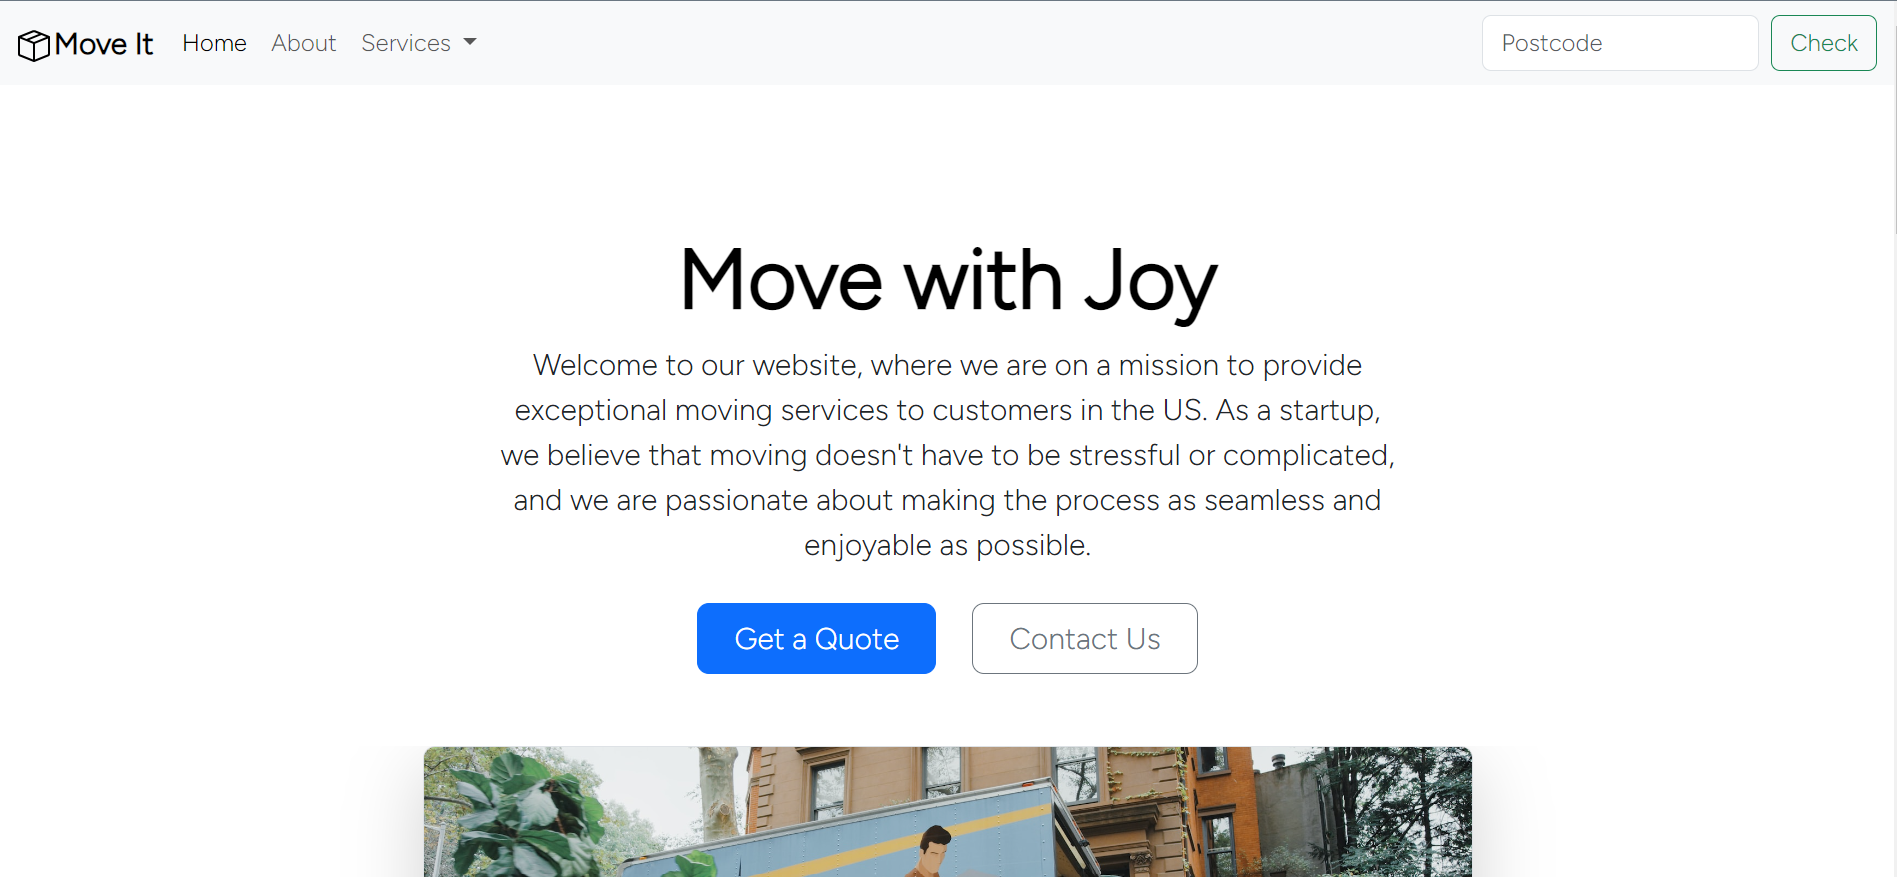 Move It
Home
About
Services
Postcode
Check
Move with Joy
Welcome to our website, where we are on a mission to provide
exceptional moving services to customers in the US. As a startup,
we believe that moving doesn't have to be stressful or complicated,
and we are passionate about making the process as seamless and
enjoyable as possible.
Get a Quote
Contact Us